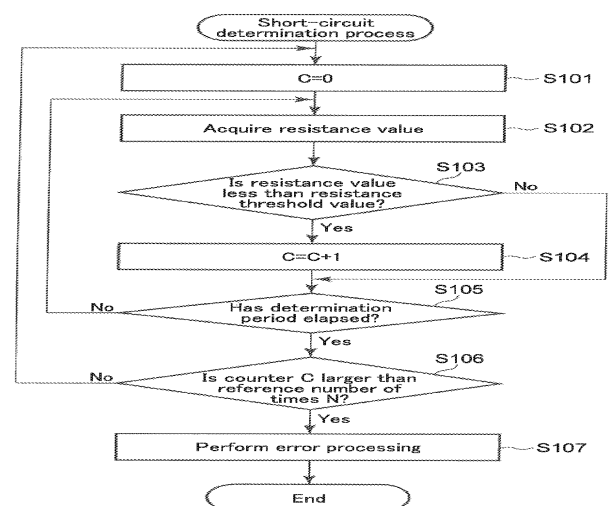 Short-circuit
determination process
C=0
S101
Acquire resistance value
S102
S103
Is resistance value
less than resistance
threshold value?
No
Yes
C=C+1
S104
S105
Has determination
period elapsed?
No
Yes
S106
Is counter C larger than
reference number of
times N?
No
Yes
Perform error processing
S107
End